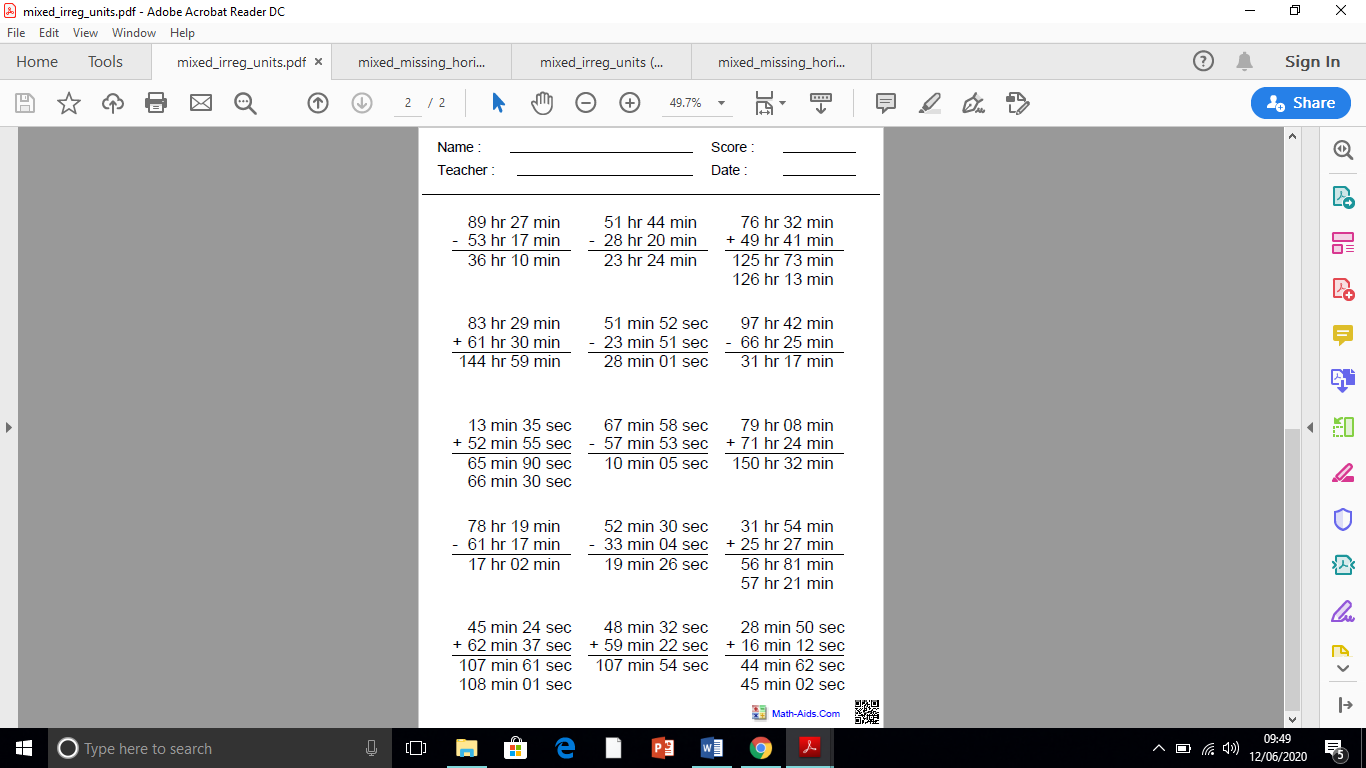 mixed_irreg_units.pdf - Adobe Acrobat Reader DC
File Edit View Window Help
Home Tools mixed_irreg_units.pdf × mixed_missing_hori... mixed_irreg_units (... mixed_missing_hori... Sign In
2 / 2 49.7% Share
Name : Score :
Teacher : Date :
89 hr 27 min 51 hr 44 min 76 hr 32 min
- 53 hr 17 min - 28 hr 20 min + 49 hr 41 min
36 hr 10 min 23 hr 24 min 125 hr 73 min
126 hr 13 min
83 hr 29 min 51 min 52 sec 97 hr 42 min
+ 61 hr 30 min - 23 min 51 sec - 66 hr 25 min
144 hr 59 min 28 min 01 sec 31 hr 17 min
13 min 35 sec 67 min 58 sec 79 hr 08 min
+ 52 min 55 sec - 57 min 53 sec + 71 hr 24 min
65 min 90 sec 10 min 05 sec 150 hr 32 min
66 min 30 sec
78 hr 19 min 52 min 30 sec 31 hr 54 min
- 61 hr 17 min - 33 min 04 sec + 25 hr 27 min
17 hr 02 min 19 min 26 sec 56 hr 81 min
57 hr 21 min
45 min 24 sec 48 min 32 sec 28 min 50 sec
+ 62 min 37 sec + 59 min 22 sec + 16 min 12 sec
107 min 61 sec 107 min 54 sec 44 min 62 sec
108 min 01 sec 45 min 02 sec
Math-Aids.Com
Type here to search
09:49
12/06/2020
5